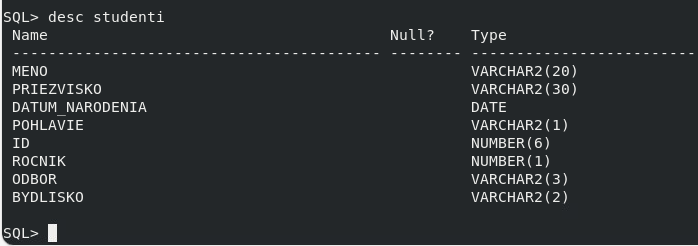 SQL> desc studenti
Name Null? Type
----------------------------------------- -------- -------------------------
MENO VARCHAR2(20)
PRIEZVISKO VARCHAR2(30)
DATUM_NARODENIA DATE
POHLAVIE VARCHAR2(1)
ID NUMBER(6)
ROCNIK NUMBER(1)
ODBOR VARCHAR2(3)
BYDLISKO VARCHAR2(2)
SQL>